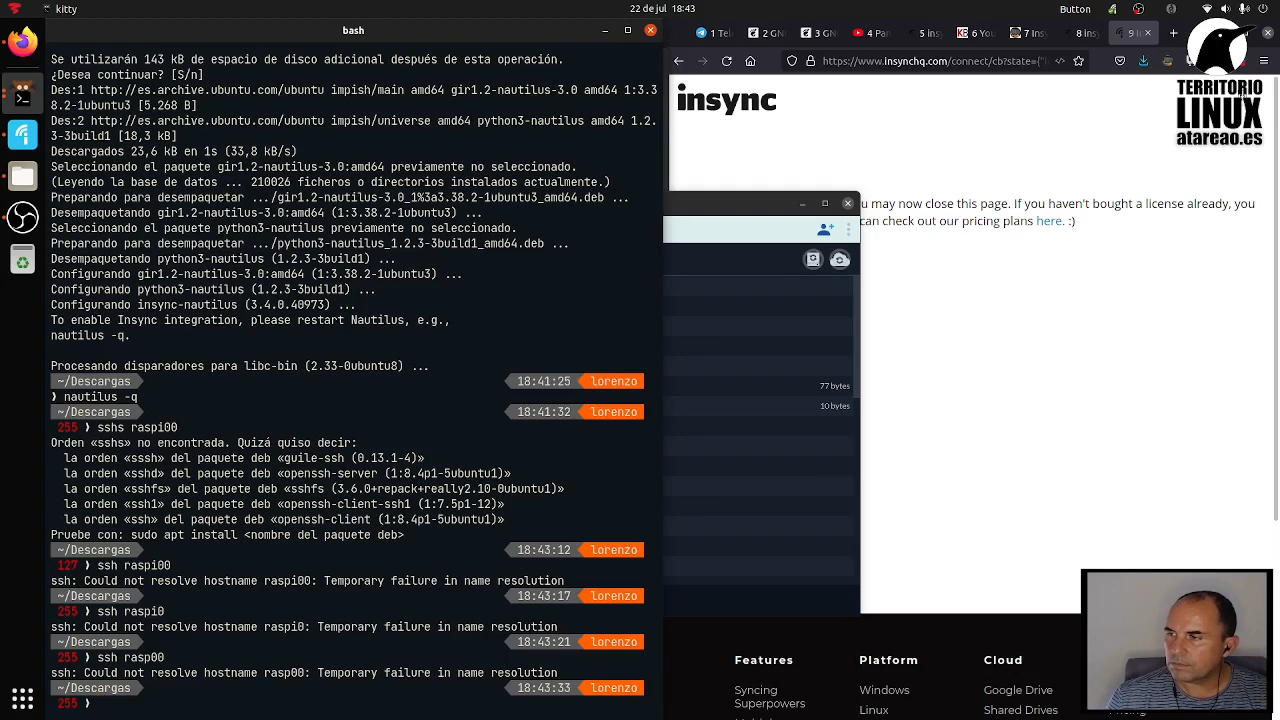 kitty
22 de jul 18:43
Button
bash
Se utilizarán 143 kB de espacio de disco adicional después de esta operación.
¿Desea continuar? [S/n]
Des:1 http://es.archive.ubuntu.com/ubuntu impish/main amd64 gir1.2-nautilus-3.0 amd64 1:3.3
8.2-1ubuntu3 [5.268 B]
Des:2 http://es.archive.ubuntu.com/ubuntu impish/universe amd64 python3-nautilus amd64 1.2.
3-3build1 [18,3 kB]
Descargados 23,6 kB en 1s (33,8 kB/s)
Seleccionando el paquete gir1.2-nautilus-3.0:amd64 previamente no seleccionado.
(Leyendo la base de datos ... 210026 ficheros o directorios instalados actualmente.)
Preparando para desempaquetar .../gir1.2-nautilus-3.0_1%3a3.38.2-1ubuntu3_amd64.deb ...
Desempaquetando gir1.2-nautilus-3.0:amd64 (1:3.38.2-1ubuntu3) ...
Seleccionando el paquete python3-nautilus previamente no seleccionado.
Preparando para desempaquetar .../python3-nautilus_1.2.3-3build1_amd64.deb ...
Desempaquetando python3-nautilus (1.2.3-3build1) ...
Configurando gir1.2-nautilus-3.0:amd64 (1:3.38.2-1ubuntu3) ...
Configurando python3-nautilus (1.2.3-3build1) ...
Configurando insync-nautilus (3.4.0.40973) ...
To enable Insync integration, please restart Nautilus, e.g.,
nautilus -q.
Procesando disparadores para libc-bin (2.33-0ubuntu8) ...
~/Descargas 18:41:25 lorenzo
❱ nautilus -q
~/Descargas 18:41:32 lorenzo
255 ❱ sshs raspi00
Orden «sshs» no encontrada. Quizá quiso decir:
la orden «sssh» del paquete deb «guile-ssh (0.13.1-4)»
la orden «sshd» del paquete deb «openssh-server (1:8.4p1-5ubuntu1)»
la orden «sshfs» del paquete deb «sshfs (3.6.0+repack+really2.10-0ubuntu1)»
la orden «ssh1» del paquete deb «openssh-client-ssh1 (1:7.5p1-12)»
la orden «ssh» del paquete deb «openssh-client (1:8.4p1-5ubuntu1)»
Pruebe con: sudo apt install <nombre del paquete deb>
~/Descargas 18:43:12 lorenzo
127 ❱ ssh raspi00
ssh: Could not resolve hostname raspi00: Temporary failure in name resolution
~/Descargas 18:43:17 lorenzo
255 ❱ ssh raspi0
ssh: Could not resolve hostname raspi0: Temporary failure in name resolution
~/Descargas 18:43:21 lorenzo
255 ❱ ssh rasp00
ssh: Could not resolve hostname rasp00: Temporary failure in name resolution
~/Descargas 18:43:33 lorenzo
255 ❱
1 Tele 2 GN 3 GN 4 Pan 5 insy 6 You 7 Ins 8 insy 9 I
https://www.insynchq.com/connect/cb?state={"
insync
TERRITORIO
LINUX
atareao.es
u may now close this page. If you haven't bought a license already, you
can check out our pricing plans here. :)
77 bytes
10 bytes
Features Platform Cloud
Syncing Windows Google Drive
Superpowers Linux Shared Drives